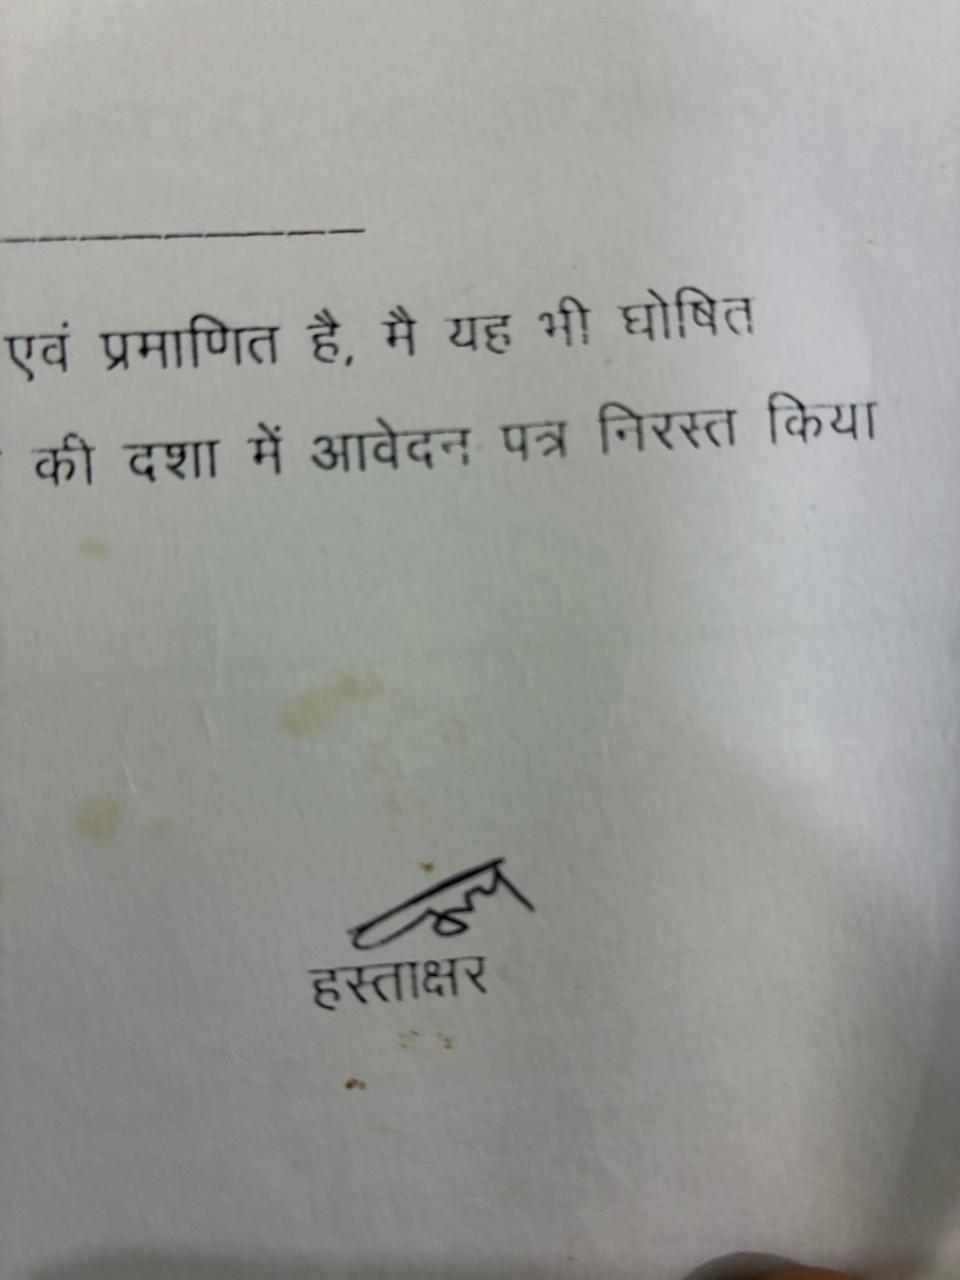 एवं प्रमाणित है, मै यह भी घोषित
की दशा में आवेदन पत्र निरस्त किया
हस्ताक्षर